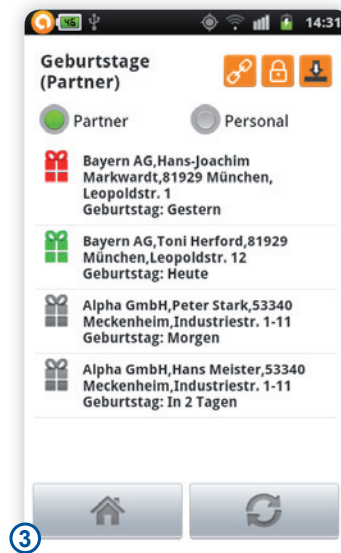 46
14:31
Geburtstage
(Partner)
Partner
Personal
Bayern AG,Hans-Joachim
Markwardt,81929 München,
Leopoldstr. 1
Geburtstag: Gestern
Bayern AG,Toni Herford,81929
München,Leopoldstr. 12
Geburtstag: Heute
Alpha GmbH,Peter Stark,53340
Meckenheim,Industriestr. 1-11
Geburtstag: Morgen
Alpha GmbH,Hans Meister,53340
Meckenheim,Industriestr. 1-11
Geburtstag: In 2 Tagen
3